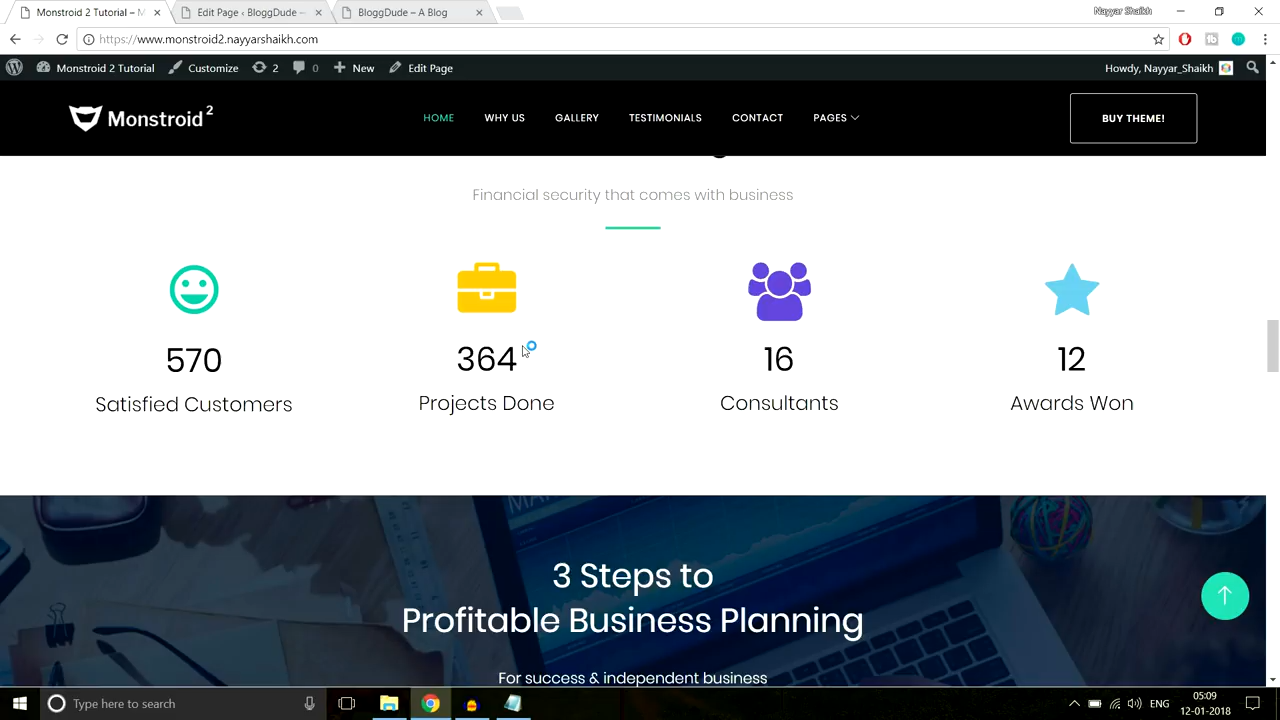 Monstroid 2 Tutorial – M
Edit Page ‹ BloggDude —
BloggDude – A Blog
Nayyar Shaikh
https://www.monstroid2.nayyarshaikh.com
Monstroid 2 Tutorial
Customize
2
0
New
Edit Page
Howdy, Nayyar_Shaikh
Monstroid 2
HOME
WHY US
GALLERY
TESTIMONIALS
CONTACT
PAGES
BUY THEME!
Financial security that comes with business
570
364
16
12
Satisfied Customers
Projects Done
Consultants
Awards Won
3 Steps to
Profitable Business Planning
For success & independent business
Type here to search
ENG
05:09
12-01-2018